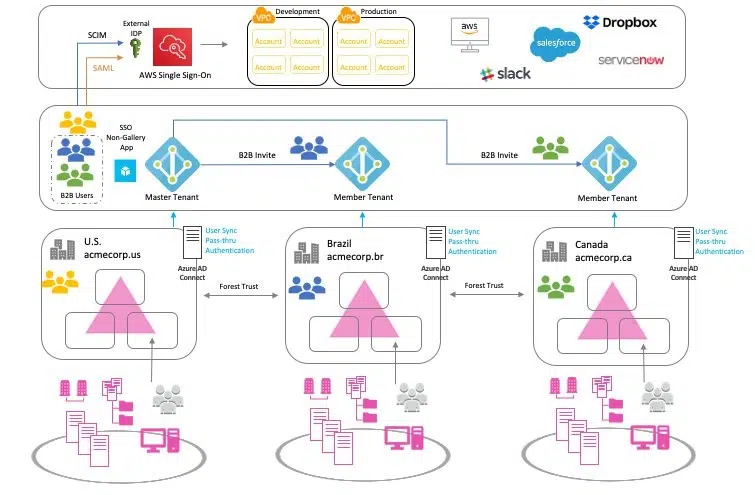 SCIM
External
IDP
SAML
AWS Single Sign-On
VPC
Development
Account
Account
Account
Account
VPC
Production
Account
Account
Account
Account
aws
salesforce
Dropbox
slack
servicenow
B2B Users
SSO
Non-Gallery
App
Master Tenant
B2B Invite
Member Tenant
B2B Invite
Member Tenant
U.S.
acmecorp.us
User Sync
Pass-thru
Authentication
Azure AD
Connect
Forest Trust
Brazil
acmecorp.br
User Sync
Pass-thru
Authentication
Azure AD
Connect
Forest Trust
Canada
acmecorp.ca
User Sync
Pass-thru
Authentication
Azure AD
Connect